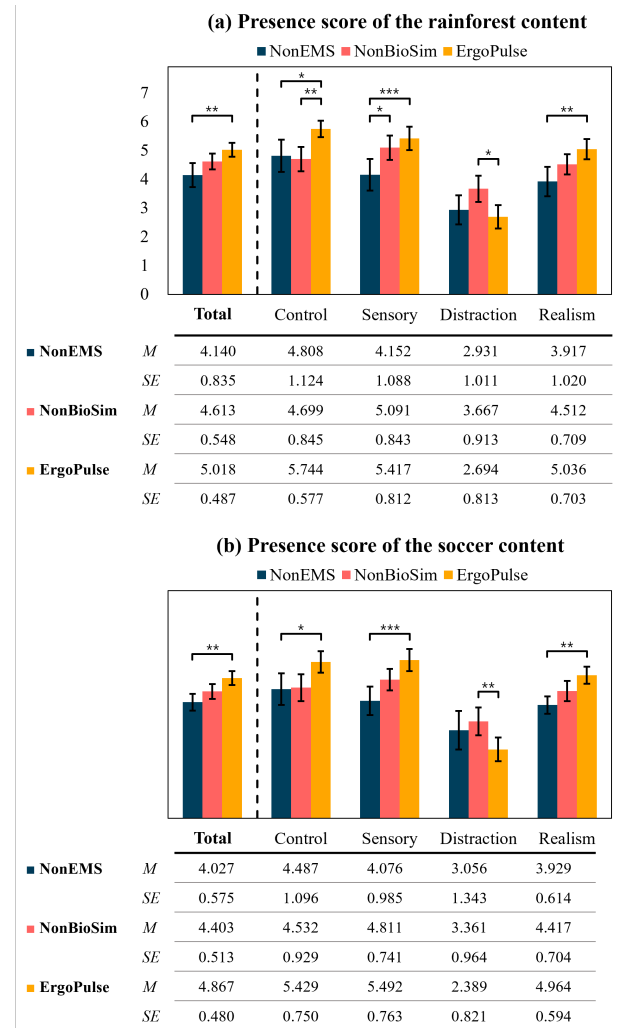 (a) Presence score of the rainforest content
NonEMS NonBioSim ErgoPulse
7
6
5
4
3
2
1
0
** * ** * *** * **
Total Control Sensory Distraction Realism
NonEMS M 4.140 4.808 4.152 2.931 3.917
SE 0.835 1.124 1.088 1.011 1.020
NonBioSim M 4.613 4.699 5.091 3.667 4.512
SE 0.548 0.845 0.843 0.913 0.709
ErgoPulse M 5.018 5.744 5.417 2.694 5.036
SE 0.487 0.577 0.812 0.813 0.703
(b) Presence score of the soccer content
NonEMS NonBioSim ErgoPulse
** * *** ** **
Total Control Sensory Distraction Realism
NonEMS M 4.027 4.487 4.076 3.056 3.929
SE 0.575 1.096 0.985 1.343 0.614
NonBioSim M 4.403 4.532 4.811 3.361 4.417
SE 0.513 0.929 0.741 0.964 0.704
ErgoPulse M 4.867 5.429 5.492 2.389 4.964
SE 0.480 0.750 0.763 0.821 0.594